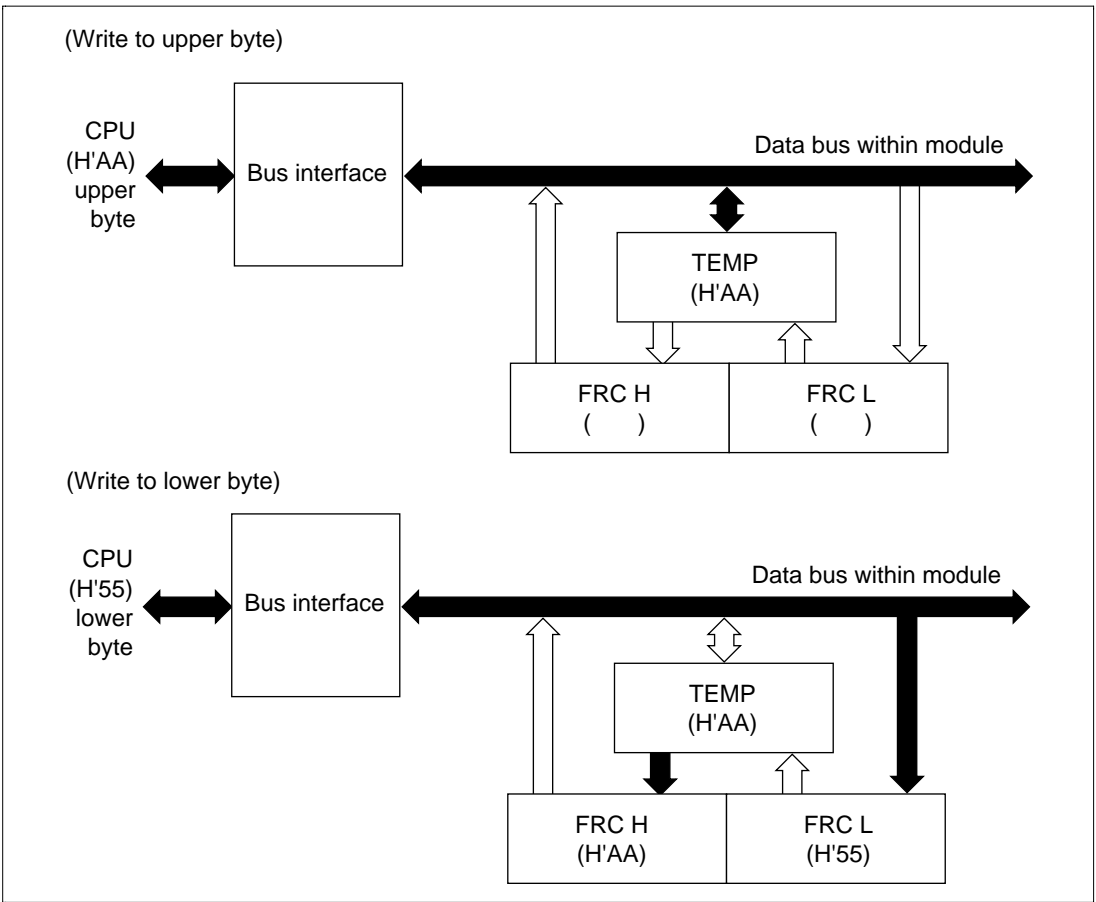 (Write to upper byte)
CPU
(H'AA)
upper
byte
Bus interface
Data bus within module
TEMP
(H'AA)
FRC H
(    )
FRC L
(    )
(Write to lower byte)
CPU
(H'55)
lower
byte
Bus interface
Data bus within module
TEMP
(H'AA)
FRC H
(H'AA)
FRC L
(H'55)